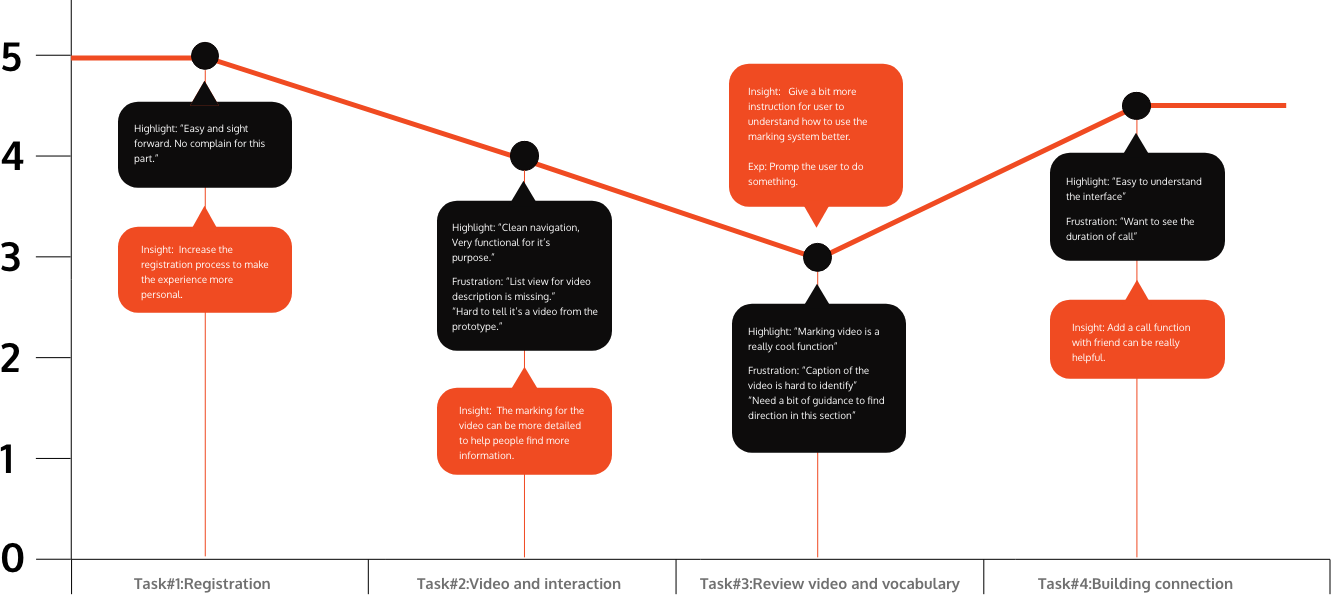 5
4
3
2
1
0
Highlight: “Easy and sight
forward. No complain for this
part.”
Insight:  Increase the
registration process to make
the experience more
personal.
Highlight: “Clean navigation,
Very functional for it’s
purpose.”
Frustration: “List view for video
description is missing.”
“Hard to tell it’s a video from the
prototype.”
Insight:  The marking for the
video can be more detailed
to help people find more
information.
Insight:   Give a bit more
instruction for user to
understand how to use the
marking system better.
Exp: Promp the user to do
something.
Highlight: “Marking video is a
really cool function”
Frustration: “Caption of the
video is hard to identify”
“Need a bit of guidance to find
direction in this section”
Highlight: “Easy to understand
the interface”
Frustration: “Want to see the
duration of call”
Insight: Add a call function
with friend can be really
helpful.
Task#1:Registration
Task#2:Video and interaction
Task#3:Review video and vocabulary
Task#4:Building connection